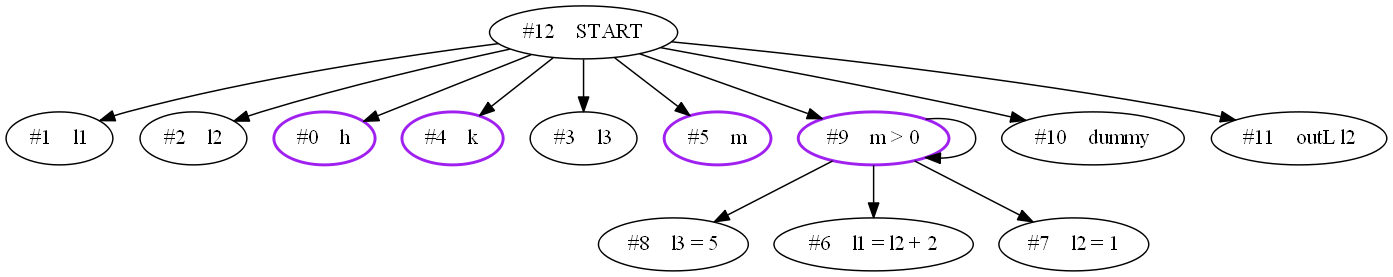 #12 START
#1 l1
#2 l2
#0 h
#4 k
#3 l3
#5 m
#9 m > 0
#10 dummy
#11 outL l2
#8 l3 = 5
#6 l1 = l2 + 2
#7 l2 = 1